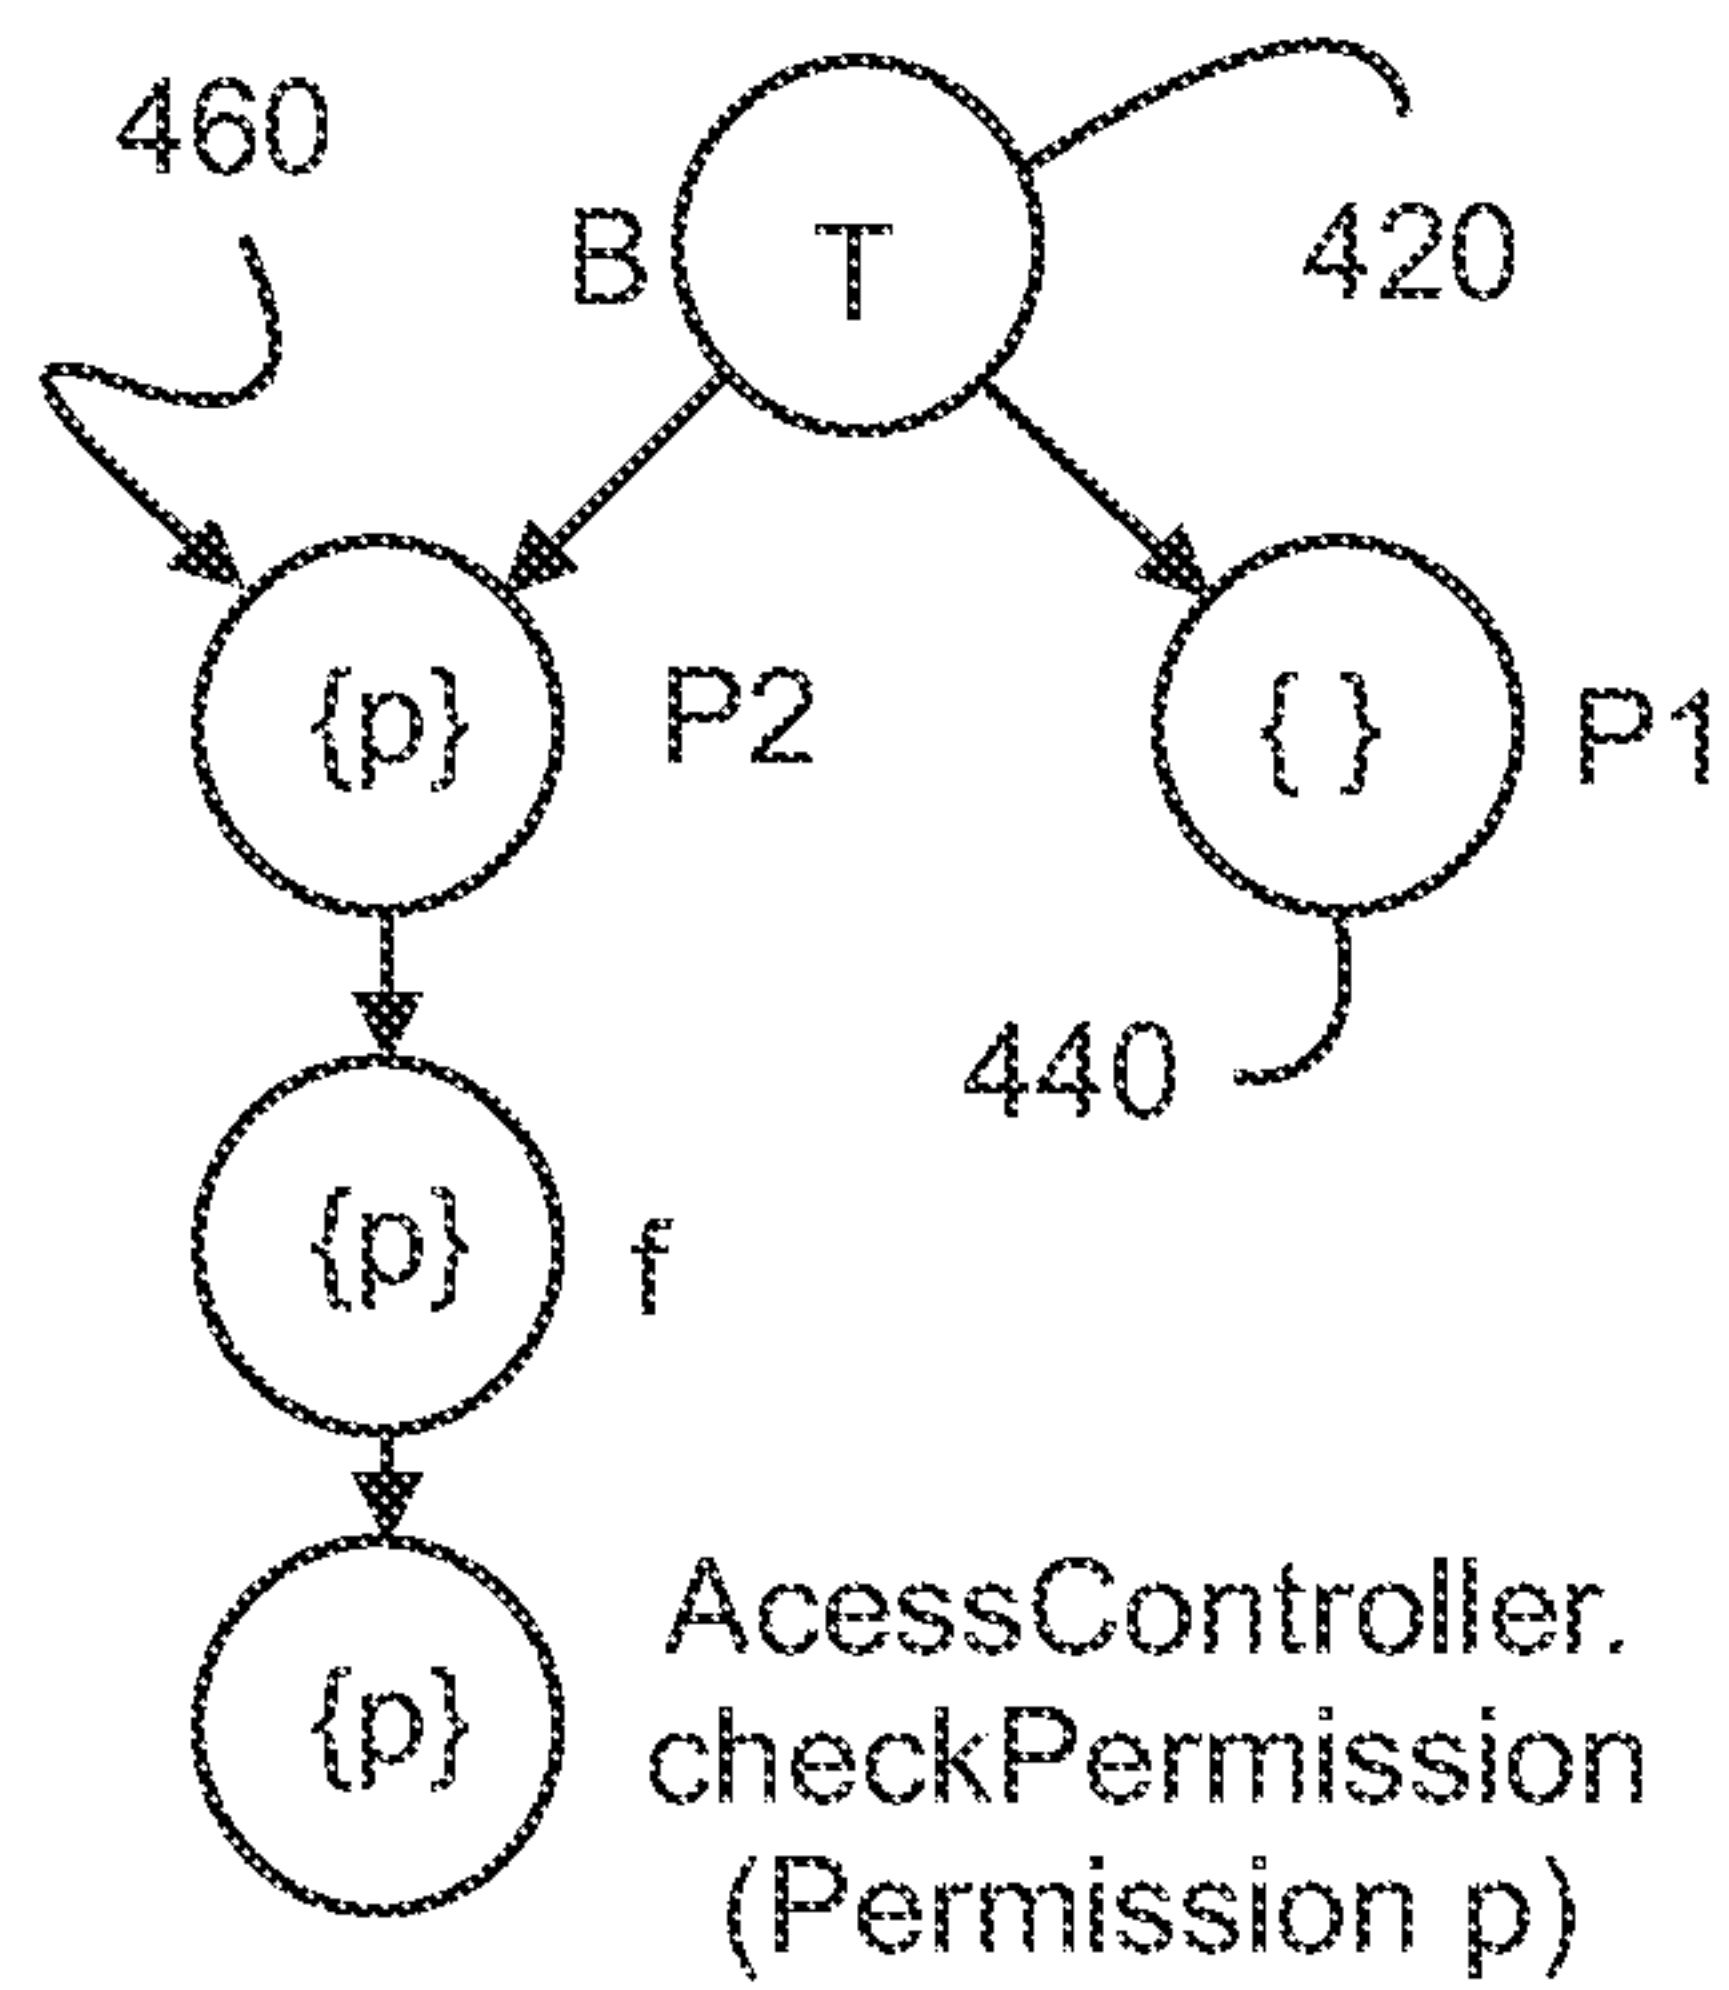 460
B
T
420
{p}
P2
{ }
P1
440
{p}
f
{p}
AcessController.
checkPermission
(Permission p)